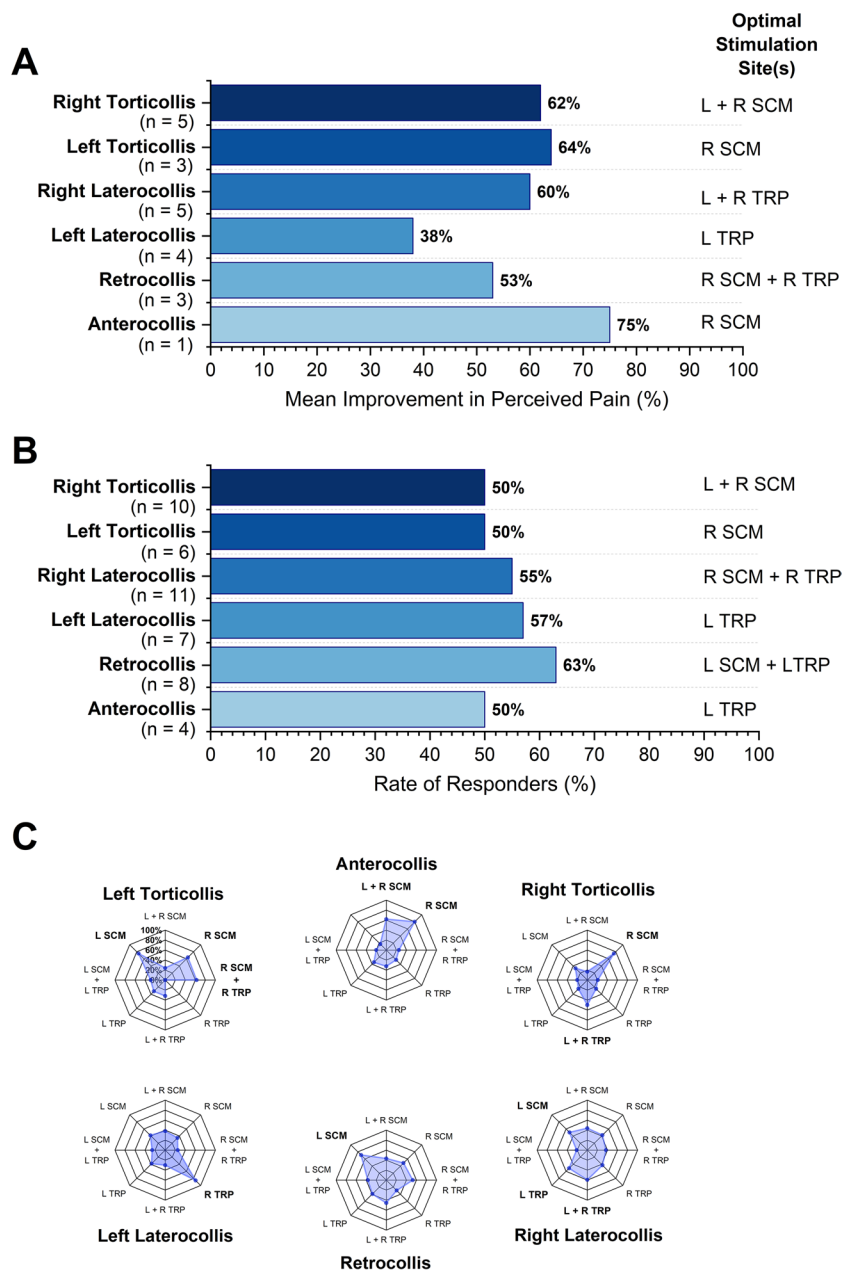 Optimal
Stimulation
Site(s)
A
Right Torticollis
(n = 5)
62%
L + R SCM
Left Torticollis
(n = 3)
64%
R SCM
Right Laterocollis
(n = 5)
60%
L + R TRP
Left Laterocollis
(n = 4)
38%
L TRP
Retrocollis
(n = 3)
53%
R SCM + R TRP
Anterocollis
(n = 1)
75%
R SCM
0 10 20 30 40 50 60 70 80 90 100
Mean Improvement in Perceived Pain (%)
B
Right Torticollis
(n = 10)
50%
L + R SCM
Left Torticollis
(n = 6)
50%
R SCM
Right Laterocollis
(n = 11)
55%
R SCM + R TRP
Left Laterocollis
(n = 7)
57%
L TRP
Retrocollis
(n = 8)
63%
L SCM + LTRP
Anterocollis
(n = 4)
50%
L TRP
0 10 20 30 40 50 60 70 80 90 100
Rate of Responders (%)
C
Left Torticollis
L + R SCM
L SCM
R SCM
100%
80%
60%
40%
20%
0%
L SCM
+
L TRP
R SCM
+
R TRP
L TRP
R TRP
L + R TRP
Anterocollis
L + R SCM
L SCM
R SCM
L SCM
+
L TRP
R SCM
+
R TRP
L TRP
R TRP
L + R TRP
Right Torticollis
L + R SCM
L SCM
R SCM
L SCM
+
L TRP
R SCM
+
R TRP
L TRP
R TRP
L + R TRP
L + R SCM
L SCM
R SCM
L SCM
+
L TRP
R SCM
+
R TRP
L TRP
R TRP
L + R TRP
Left Laterocollis
L + R SCM
L SCM
R SCM
L SCM
+
L TRP
R SCM
+
R TRP
L TRP
R TRP
L + R TRP
Retrocollis
L + R SCM
L SCM
R SCM
L SCM
+
L TRP
R SCM
+
R TRP
L TRP
R TRP
L + R TRP
Right Laterocollis